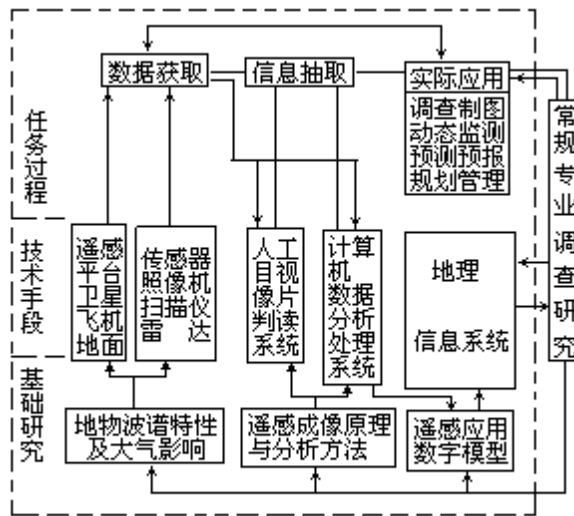 数据获取
信息抽取
实际应用
调查制图
动态监测
预测预报
规划管理
任务过程
常规专业调查研究
技术手段
遥感
平台
卫星
飞机
地面
传感器
照像机
扫描仪
雷达
人工
目视
像片
判读
系统
计算
机
数据
分析
处理
系统
地理
信息系统
基础研究
地物波谱特性
及大气影响
遥感成像原理
与分析方法
遥感应用
数字模型